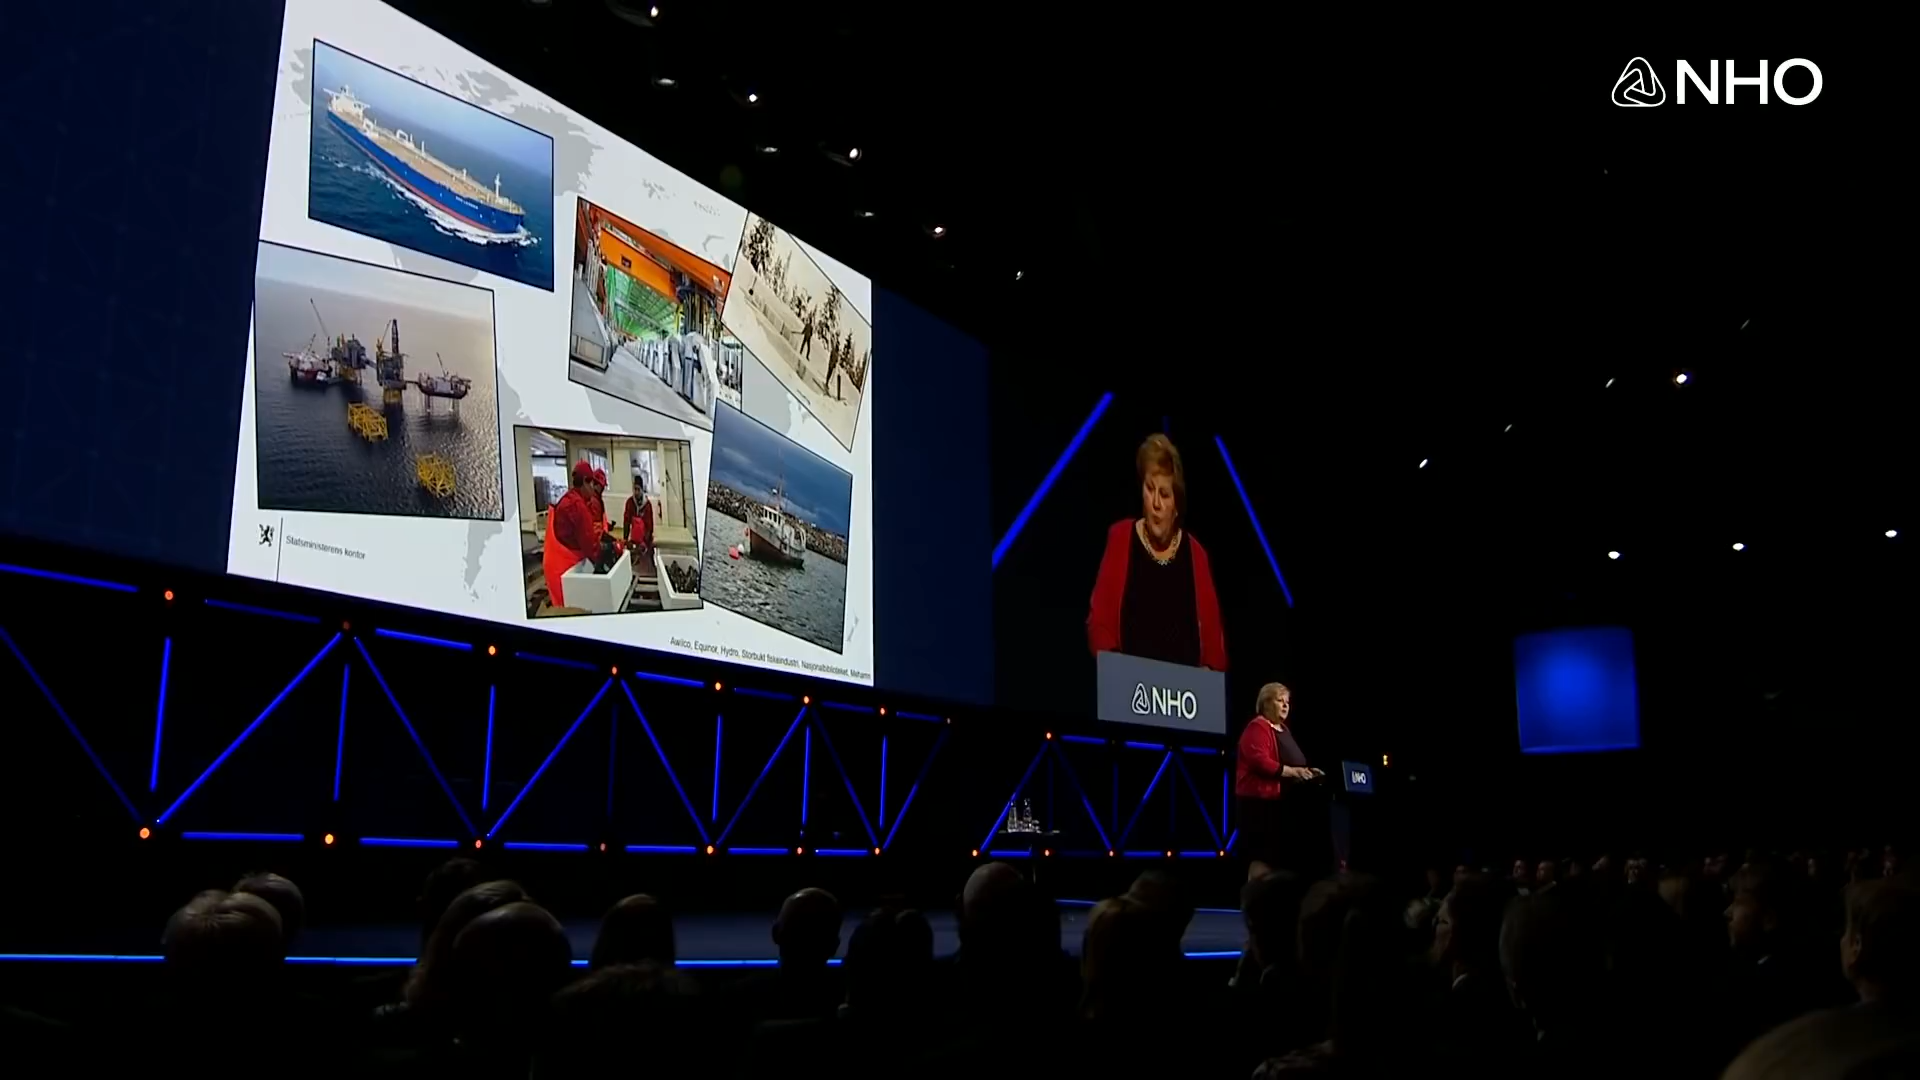 NHO
Statsministerens kontor
Awilco, Equinor, Hydro, Storbukt fiskeindustri, Nasjonalbiblioteket, Mehamn
NHO
NHO